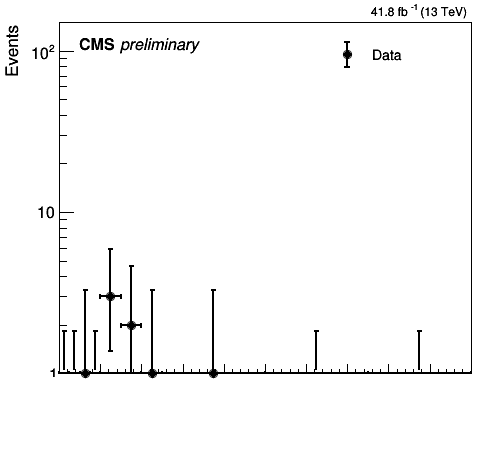 41.8 fb⁻¹ (13 TeV)
CMS preliminary
Data
Events
10²
10
1